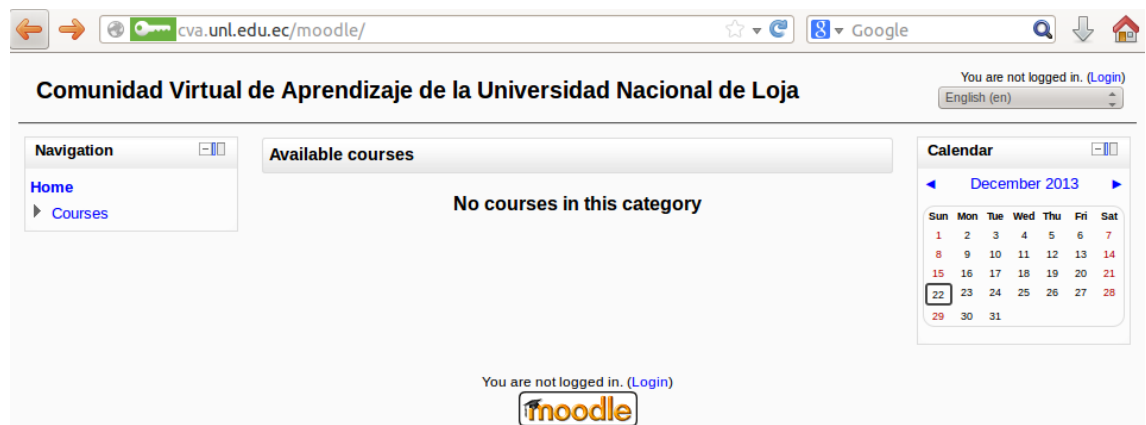 cva.unl.edu.ec/moodle/
8 Google
Comunidad Virtual de Aprendizaje de la Universidad Nacional de Loja
You are not logged in. (Login)
English (en)
Navigation
Home
Courses
Available courses
No courses in this category
Calendar
◄ December 2013 ►
Sun Mon Tue Wed Thu Fri Sat
1 2 3 4 5 6 7
8 9 10 11 12 13 14
15 16 17 18 19 20 21
22 23 24 25 26 27 28
29 30 31
You are not logged in. (Login)
moodle